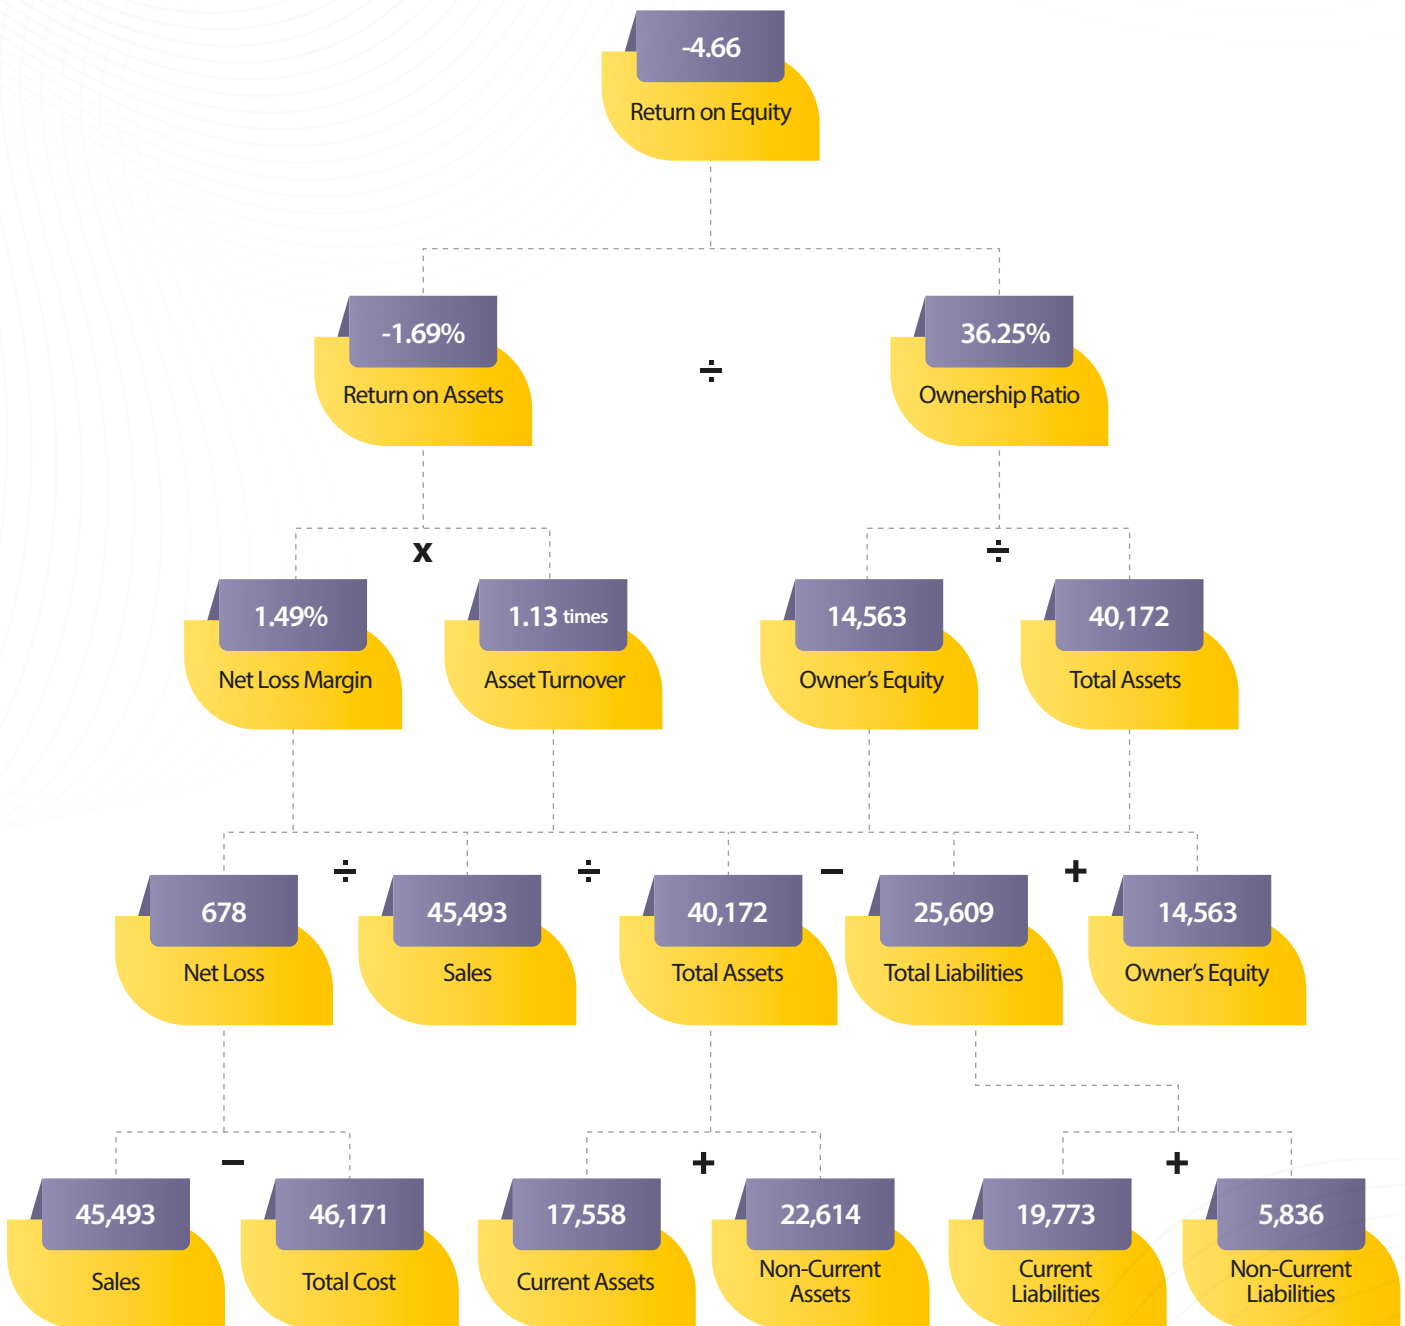 -4.66
Return on Equity
-1.69%
Return on Assets
÷
36.25%
Ownership Ratio
x
÷
1.49%
Net Loss Margin
1.13 times
Asset Turnover
14,563
Owner's Equity
40,172
Total Assets
÷
÷
−
+
678
Net Loss
45,493
Sales
40,172
Total Assets
25,609
Total Liabilities
14,563
Owner's Equity
−
+
+
45,493
Sales
46,171
Total Cost
17,558
Current Assets
22,614
Non-Current
Assets
19,773
Current
Liabilities
5,836
Non-Current
Liabilities